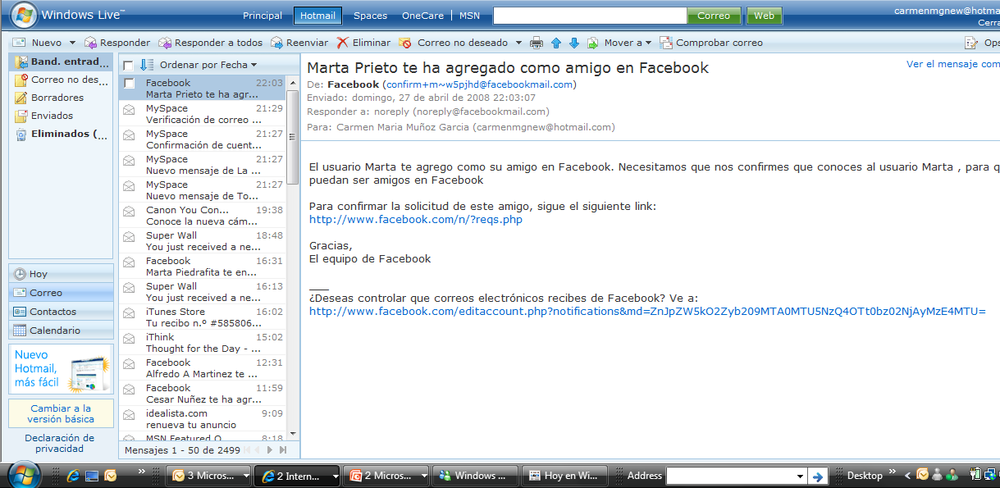 Windows Live™
Principal Hotmail Spaces OneCare MSN Correo Web
carmenmgnew@hotma
Cerra
Nuevo Responder Responder a todos Reenviar Eliminar Correo no deseado Mover a Comprobar correo Ops
Band. entrad...
Correo no des...
Borradores
Enviados
Eliminados (...
Hoy
Correo
Contactos
Calendario
Nuevo
Hotmail,
más fácil
Cambiar a la
versión básica
Declaración de
privacidad
Ordenar por Fecha
Facebook 22:03
Marta Prieto te ha agr...
MySpace 21:29
Verificación de correo ...
MySpace 21:27
Confirmación de cuent...
MySpace 21:27
Nuevo mensaje de La ...
MySpace 21:27
Nuevo mensaje de To...
Canon You Con... 19:38
Conoce la nueva cám...
Super Wall 18:48
You just received a ne...
Facebook 16:31
Marta Piedrafita te en...
Super Wall 16:13
You just received a ne...
iTunes Store 16:02
Tu recibo n.º #585806...
iThink 15:02
Thought for the Day - ...
Facebook 12:31
Alfredo A Martinez te ...
Facebook 11:59
Cesar Nuñez te ha agr...
idealista.com 9:09
renueva tu anuncio
MSN Featured O... 8:18
Mensajes 1 - 50 de 2499
Marta Prieto te ha agregado como amigo en Facebook
Ver el mensaje com
De: Facebook (confirm+m~w5pjhd@facebookmail.com)
Enviado: domingo, 27 de abril de 2008 22:03:07
Responder a: noreply (noreply@facebookmail.com)
Para: Carmen Maria Muñoz Garcia (carmenmgnew@hotmail.com)
El usuario Marta te agrego como su amigo en Facebook. Necesitamos que nos confirmes que conoces al usuario Marta , para q
puedan ser amigos en Facebook
Para confirmar la solicitud de este amigo, sigue el siguiente link:
http://www.facebook.com/n/?reqs.php
Gracias,
El equipo de Facebook
___
¿Deseas controlar que correos electrónicos recibes de Facebook? Ve a:
http://www.facebook.com/editaccount.php?notifications&md=ZnJpZW5kO2Zyb209MTA0MTU5NzQ4OTt0bz02NjAyMzE4MTU=
3 Micros... 2 Intern... 2 Micros... Windows ... Hoy en Wi... Address Desktop